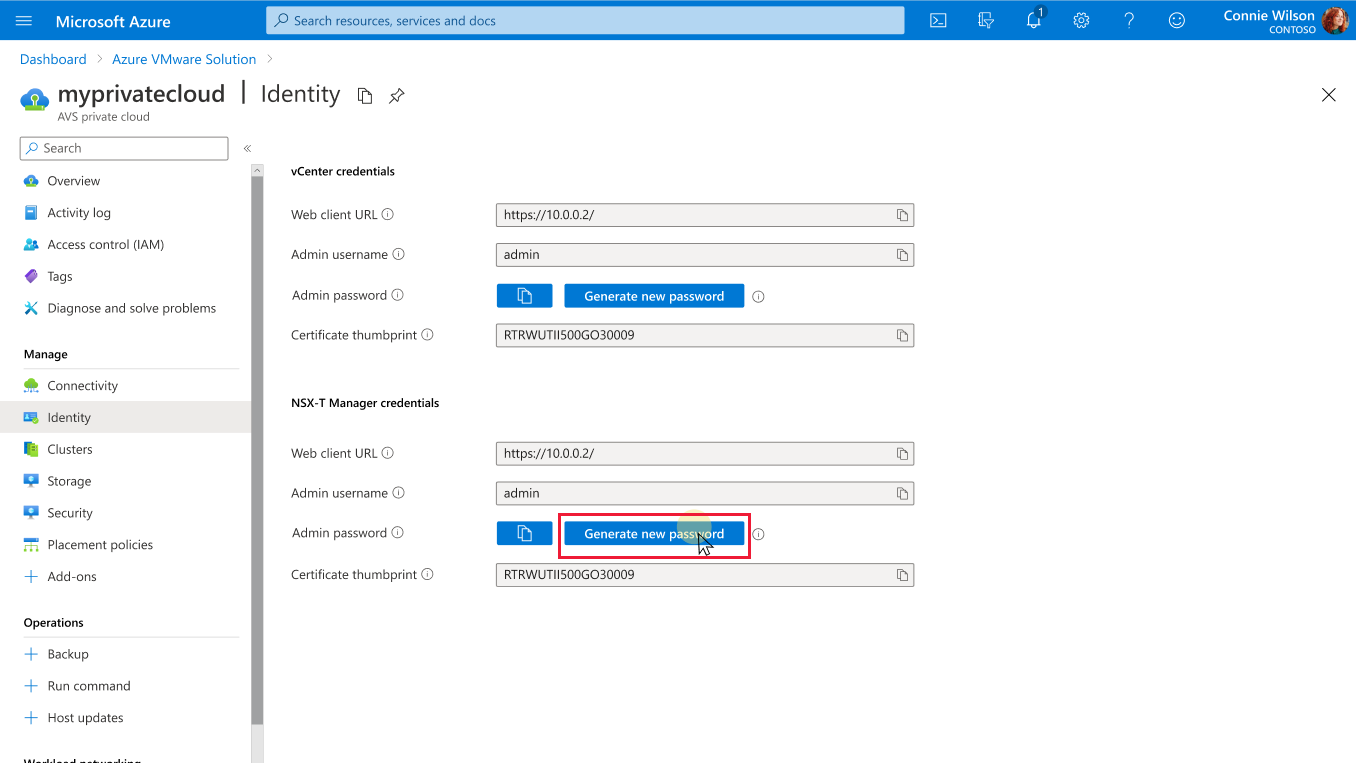 Microsoft Azure
Search resources, services and docs
1
Connie Wilson
CONTOSO
Dashboard > Azure VMware Solution >
myprivatecloud | Identity
AVS private cloud
Search
«
Overview
Activity log
Access control (IAM)
Tags
Diagnose and solve problems
Manage
Connectivity
Identity
Clusters
Storage
Security
Placement policies
Add-ons
Operations
Backup
Run command
Host updates
Workload networking
vCenter credentials
Web client URL
https://10.0.0.2/
Admin username
admin
Admin password
Generate new password
Certificate thumbprint
RTRWUTII500GO30009
NSX-T Manager credentials
Web client URL
https://10.0.0.2/
Admin username
admin
Admin password
Generate new password
Certificate thumbprint
RTRWUTII500GO30009